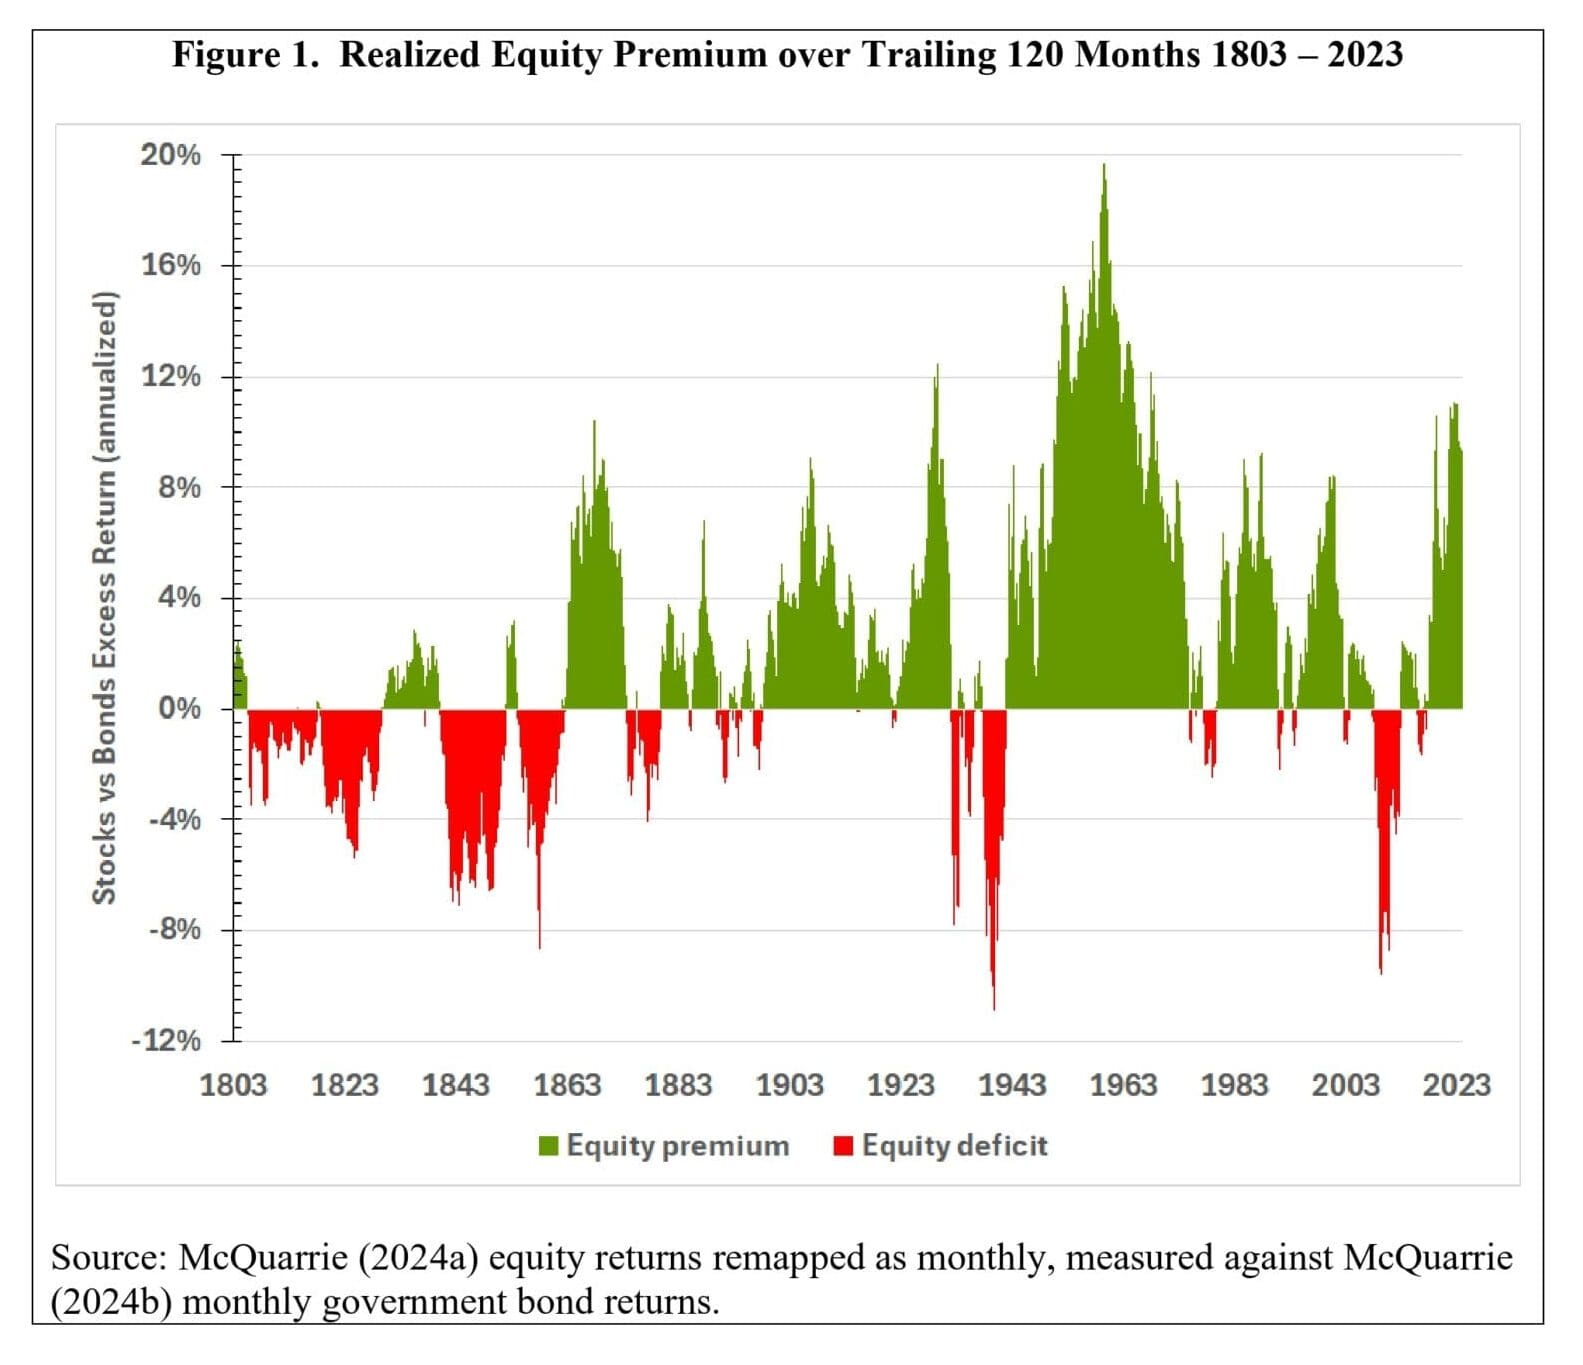 Figure 1. Realized Equity Premium over Trailing 120 Months 1803 – 2023
Stocks vs Bonds Excess Return (annualized)
20%
16%
12%
8%
4%
0%
-4%
-8%
-12%
1803 1823 1843 1863 1883 1903 1923 1943 1963 1983 2003 2023
Equity premium Equity deficit
Source: McQuarrie (2024a) equity returns remapped as monthly, measured against McQuarrie
(2024b) monthly government bond returns.